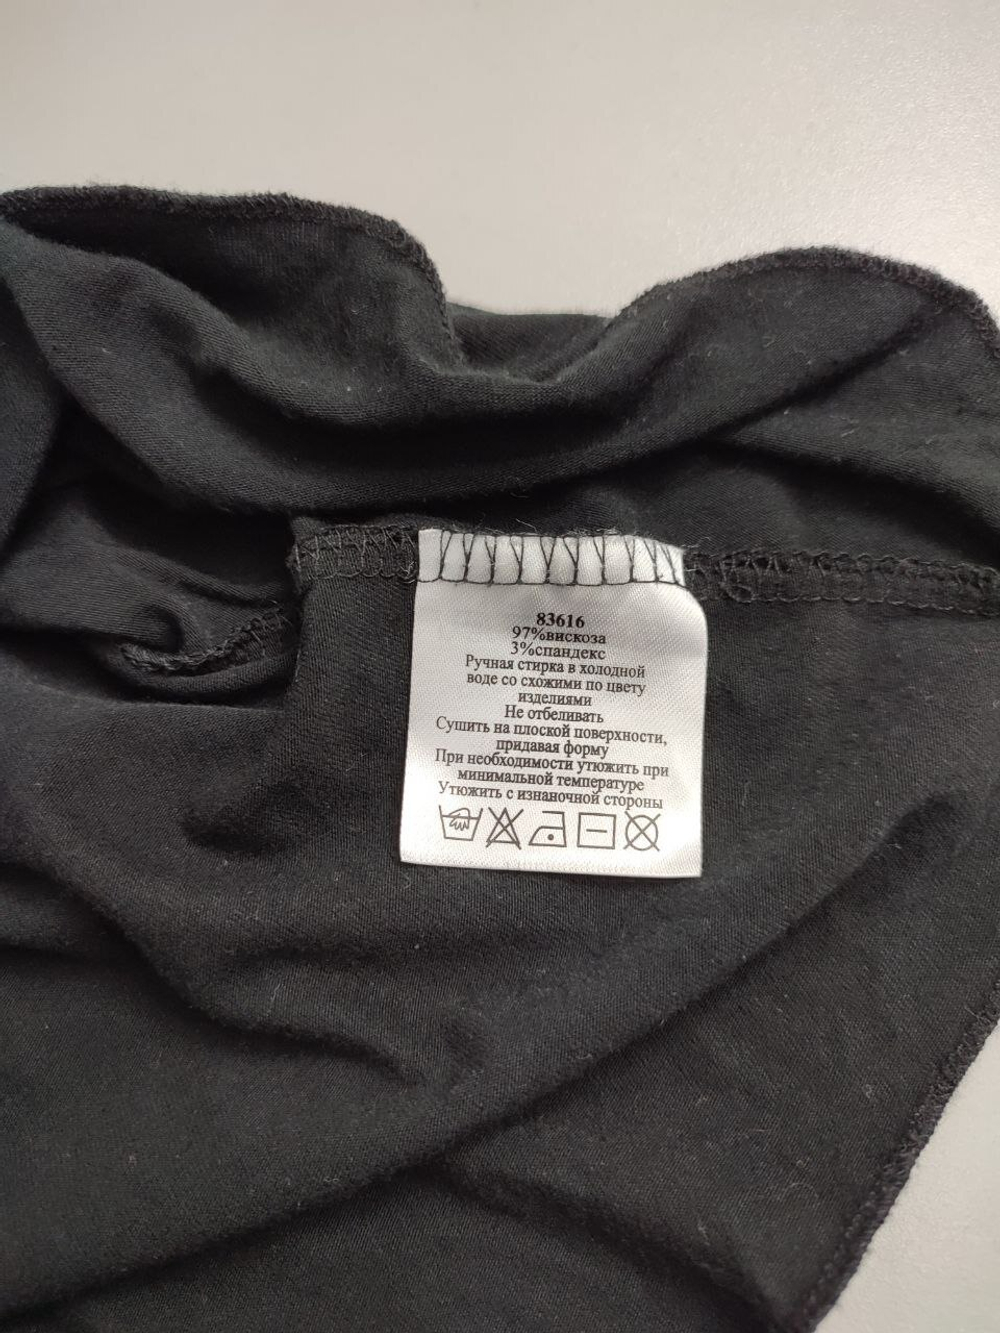 83616
97%вискоза
3%спандекс
Ручная стирка в холодной
воде со схожими по цвету
изделиями
Не отбеливать
Сушить на плоской поверхности,
придавая форму
При необходимости утюжить при
минимальной температуре
Утюжить с изнаночной стороны